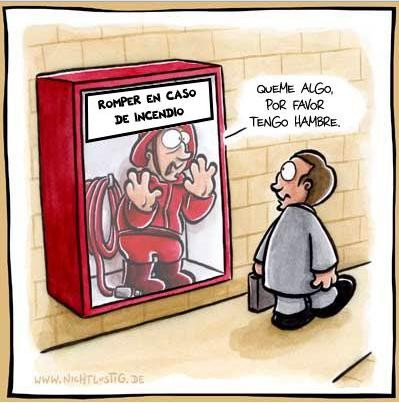 ROMPER EN CASO
DE INCENDIO
QUEME ALGO,
POR FAVOR
TENGO HAMBRE.
WWW.NICHTLUSTIG.DE